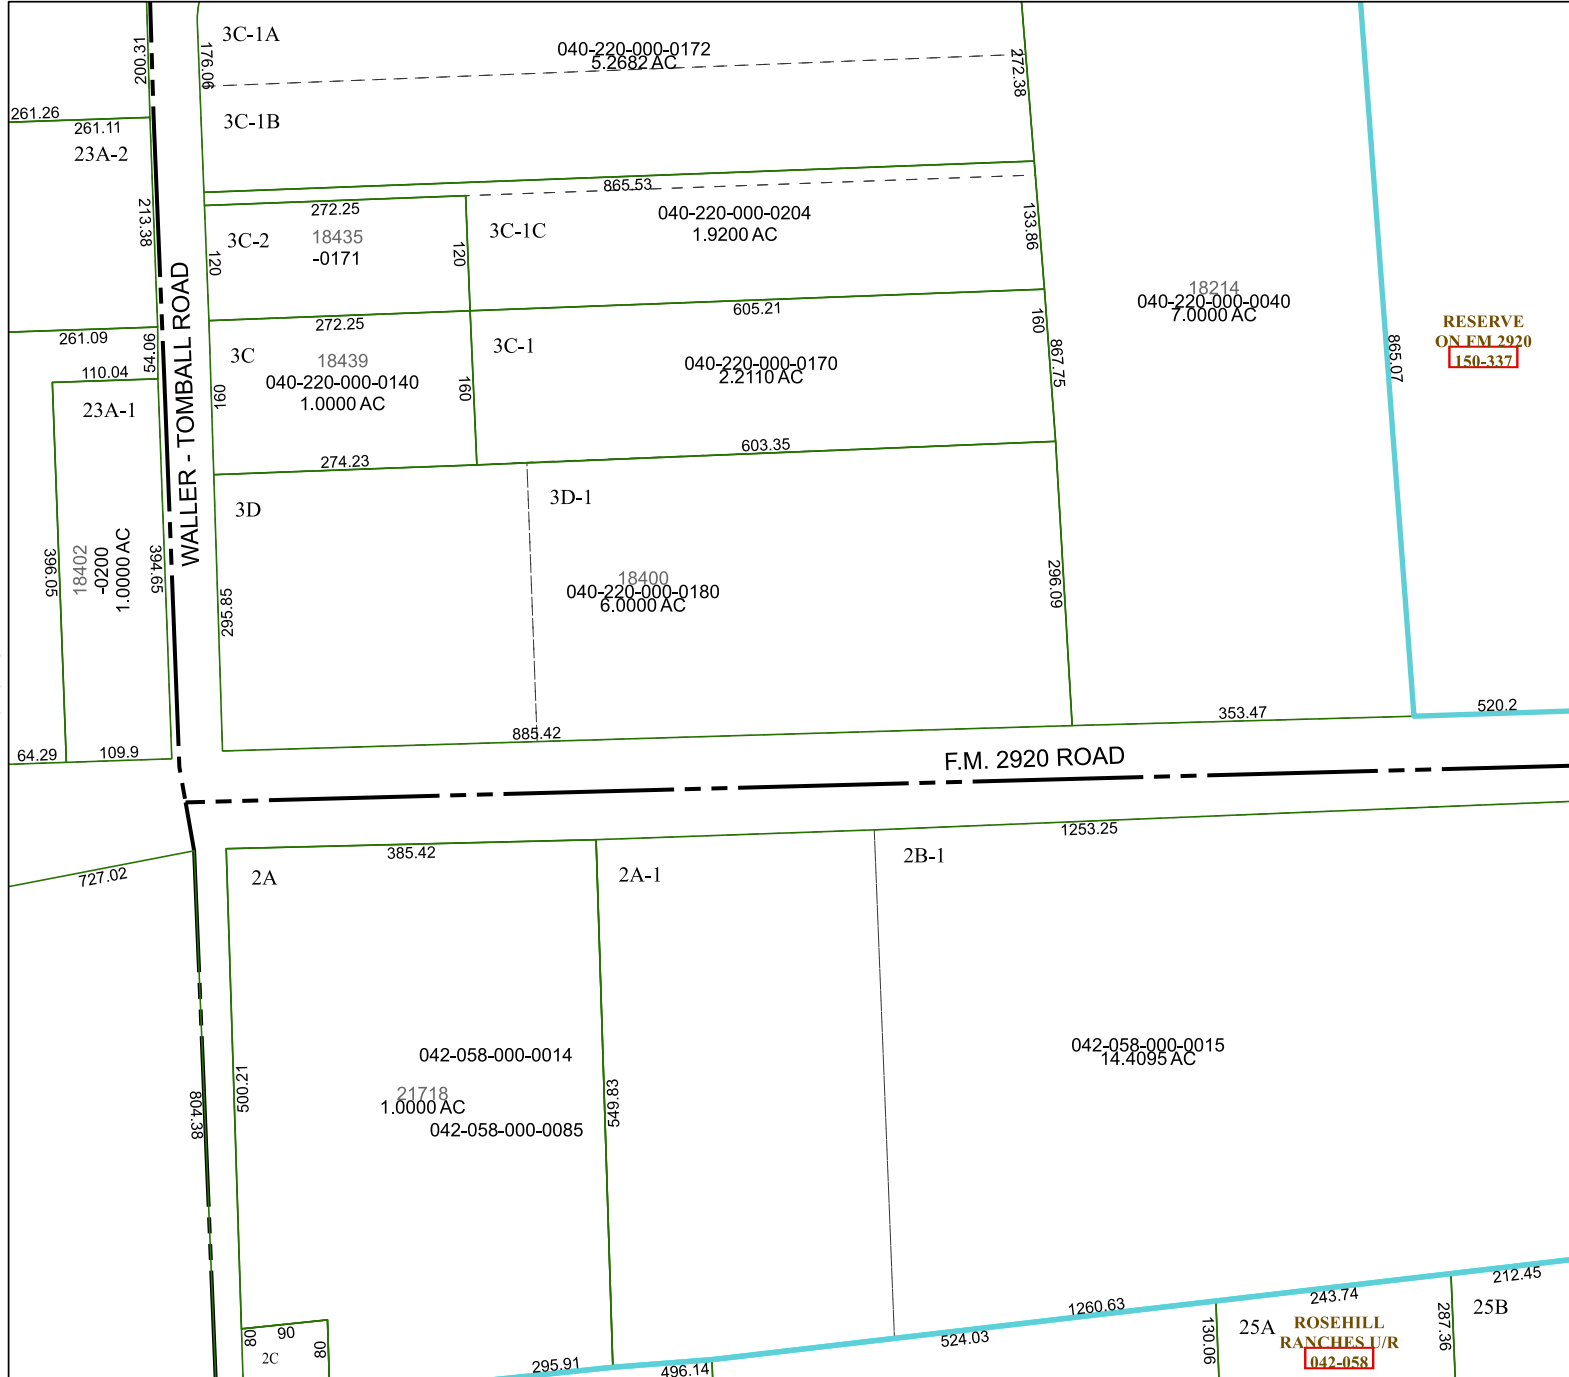 200.31
176.06
3C-1A
040-220-000-0172
5.2682 AC
272.38
261.26
261.11
23A-2
3C-1B
865.53
213.38
272.25
3C-2
18435
-0171
120
120
3C-1C
040-220-000-0204
1.9200 AC
133.86
WALLER - TOMBALL ROAD
18214
040-220-000-0040
7.0000 AC
RESERVE
ON FM 2920
150-337
261.09
54.06
272.25
605.21
160
867.75
865.07
110.04
23A-1
3C
18439
040-220-000-0140
1.0000 AC
160
160
3C-1
040-220-000-0170
2.2110 AC
274.23
603.35
3D
3D-1
396.05
18402
-0200
1.0000 AC
394.65
295.85
18400
040-220-000-0180
6.0000 AC
296.09
64.29
109.9
885.42
353.47
520.2
F.M. 2920 ROAD
727.02
385.42
1253.25
2A
2A-1
2B-1
804.38
500.21
042-058-000-0014
21718
1.0000 AC
042-058-000-0085
549.83
042-058-000-0015
14.4095 AC
80
90
80
2C
295.91
496.14
524.03
1260.63
130.06
243.74
25A
ROSEHILL
RANCHES U/R
042-058
287.36
212.45
25B